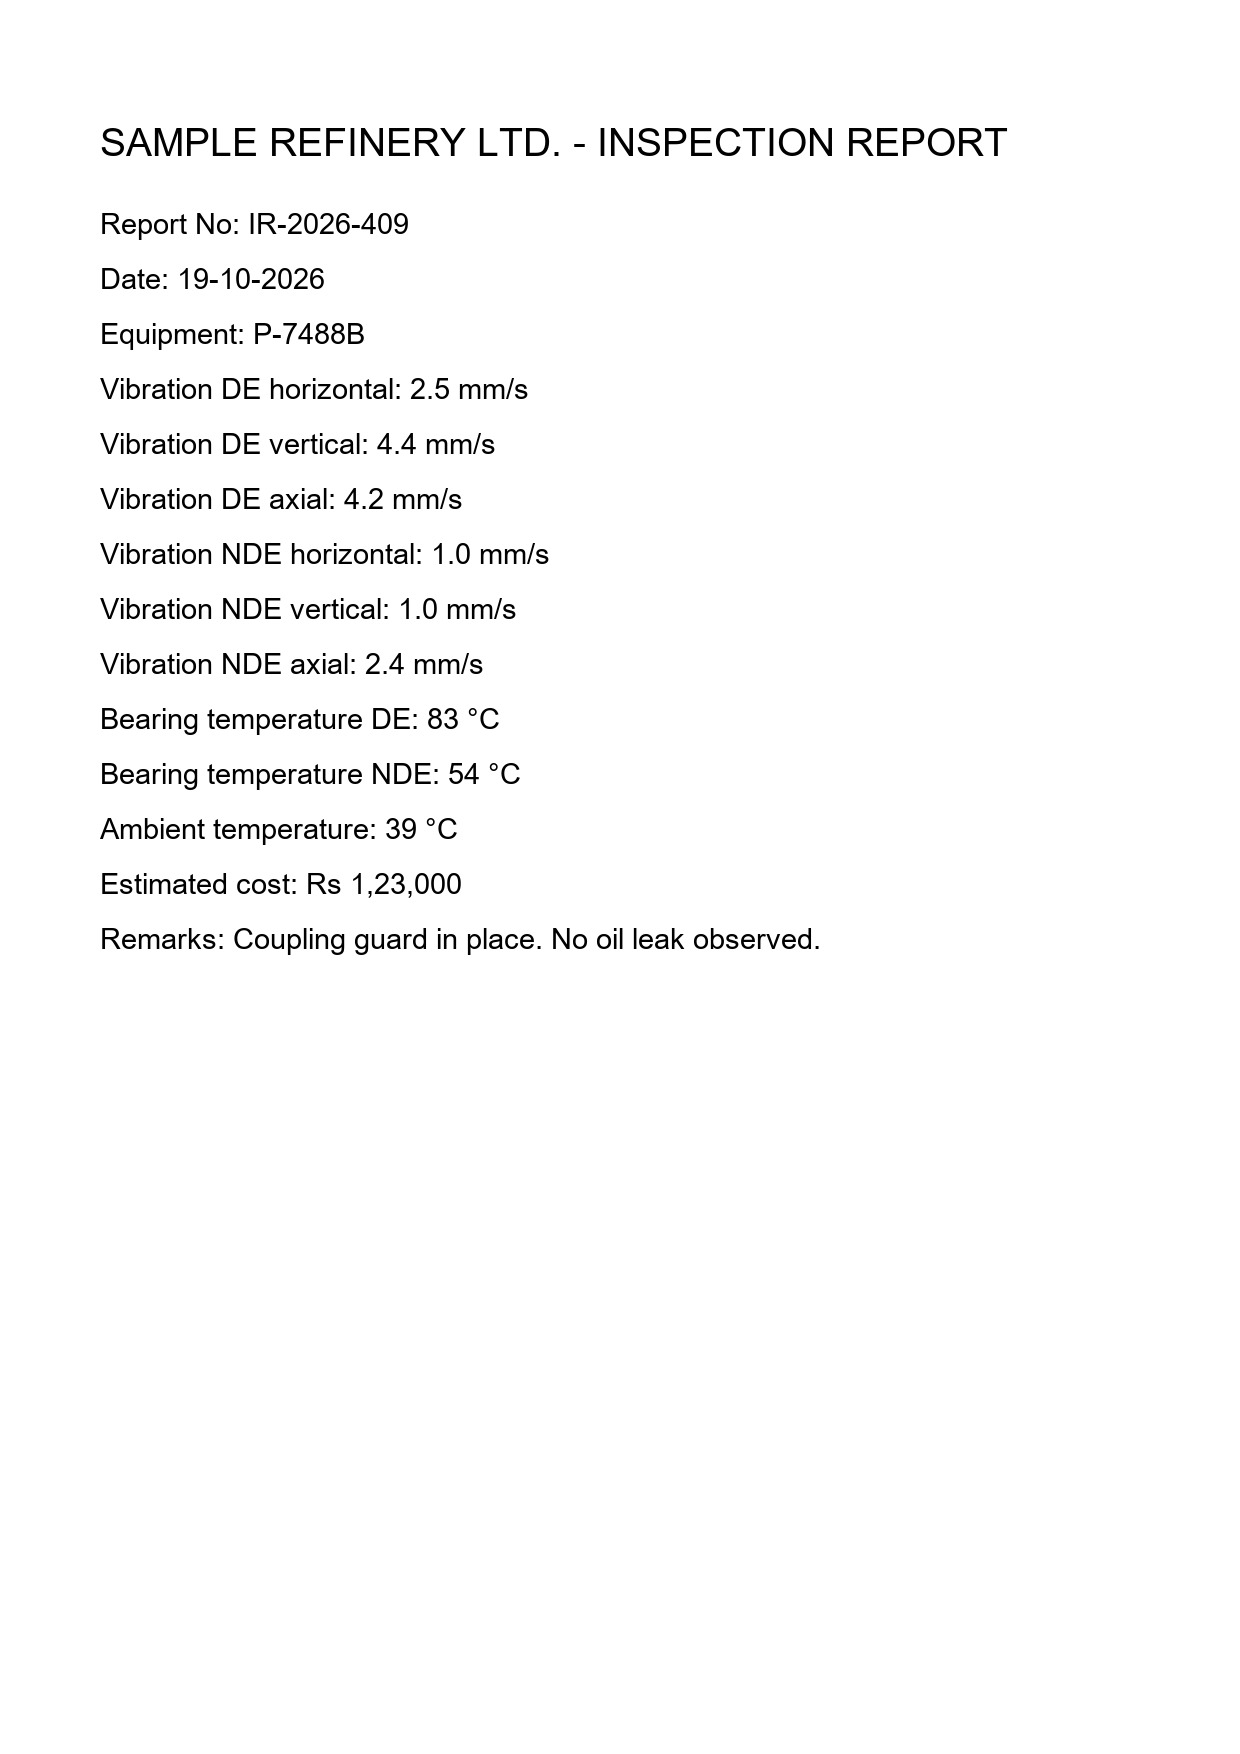 SAMPLE REFINERY LTD. - INSPECTION REPORT
Report No: IR-2026-409
Date: 19-10-2026
Equipment: P-7488B
Vibration DE horizontal: 2.5 mm/s
Vibration DE vertical: 4.4 mm/s
Vibration DE axial: 4.2 mm/s
Vibration NDE horizontal: 1.0 mm/s
Vibration NDE vertical: 1.0 mm/s
Vibration NDE axial: 2.4 mm/s
Bearing temperature DE: 83 °C
Bearing temperature NDE: 54 °C
Ambient temperature: 39 °C
Estimated cost: Rs 1,23,000
Remarks: Coupling guard in place. No oil leak observed.